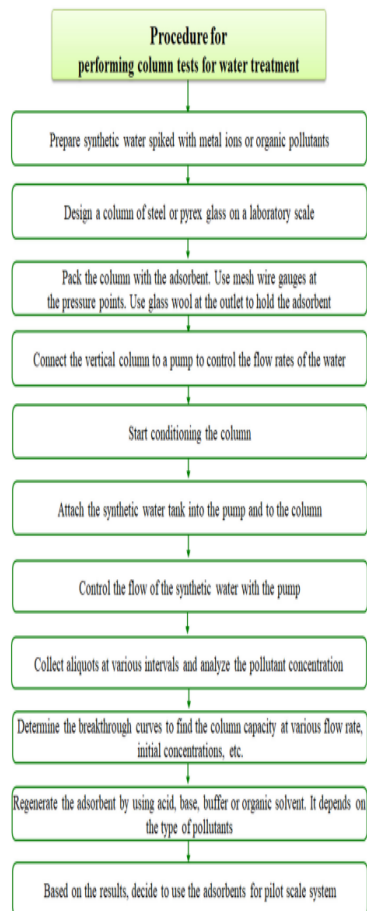 Procedure for
performing column tests for water treatment
Prepare synthetic water spiked with metal ions or organic pollutants
Design a column of steel or pyrex glass on a laboratory scale
Pack the column with the adsorbent. Use mesh wire gauges at
the pressure points. Use glass wool at the outlet to hold the adsorbent
Connect the vertical column to a pump to control the flow rates of the water
Start conditioning the column
Attach the synthetic water tank into the pump and to the column
Control the flow of the synthetic water with the pump
Collect aliquots at various intervals and analyze the pollutant concentration
Determine the breakthrough curves to find the column capacity at various flow rate,
initial concentrations, etc.
Regenerate the adsorbent by using acid, base, buffer or organic solvent. It depends on
the type of pollutants
Based on the results, decide to use the adsorbents for pilot scale system